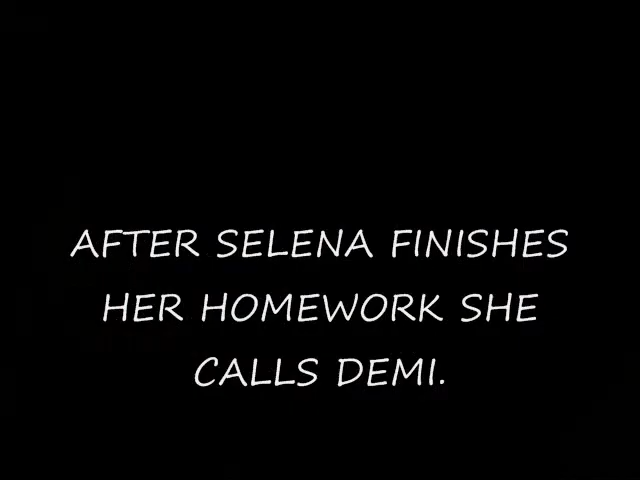 AFTER SELENA FINISHES
HER HOMEWORK SHE
CALLS DEMI.